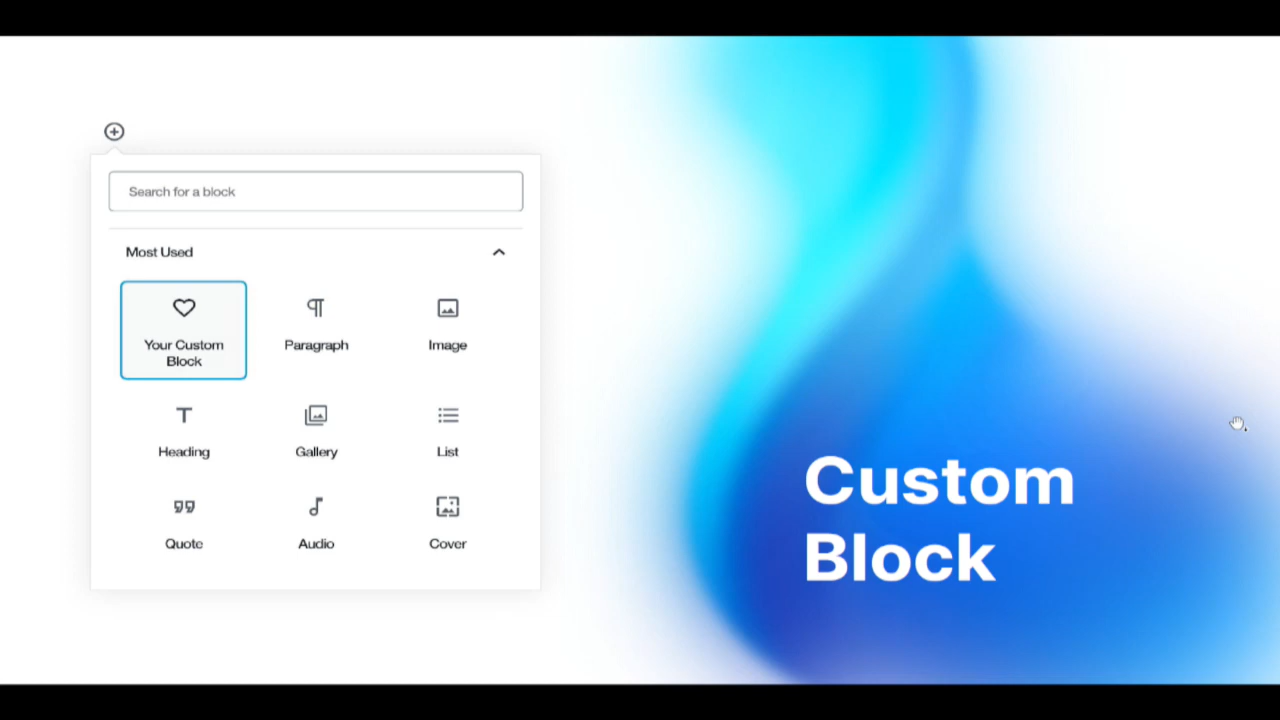 Search for a block
Most Used
Your Custom
Block
Paragraph
Image
Heading
Gallery
List
Quote
Audio
Cover
Custom
Block